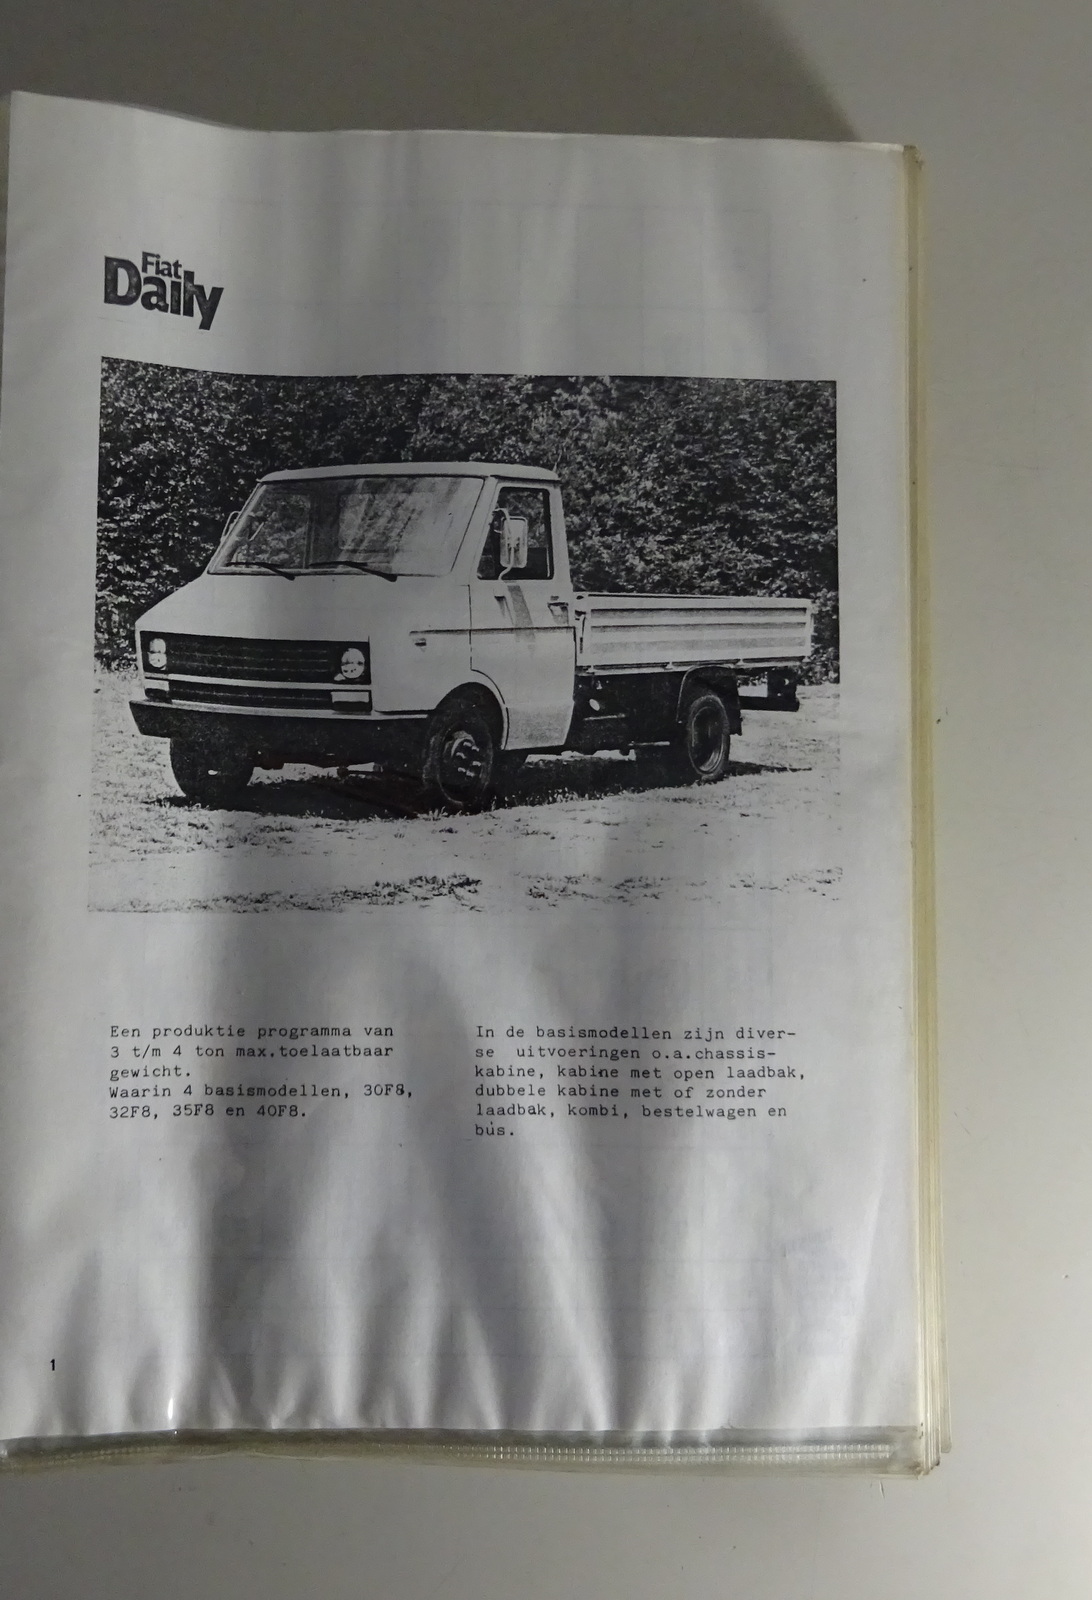 Fiat
Daily
Een produktie programma van
3 t/m 4 ton max.toelaatbaar
gewicht.
Waarin 4 basismodellen, 30F8,
32F8, 35F8 en 40F8.
In de basismodellen zijn diver-
se uitvoeringen o.a.chassis-
kabine, kabine met open laadbak,
dubbele kabine met of zonder
laadbak, kombi, bestelwagen en
bus.
1